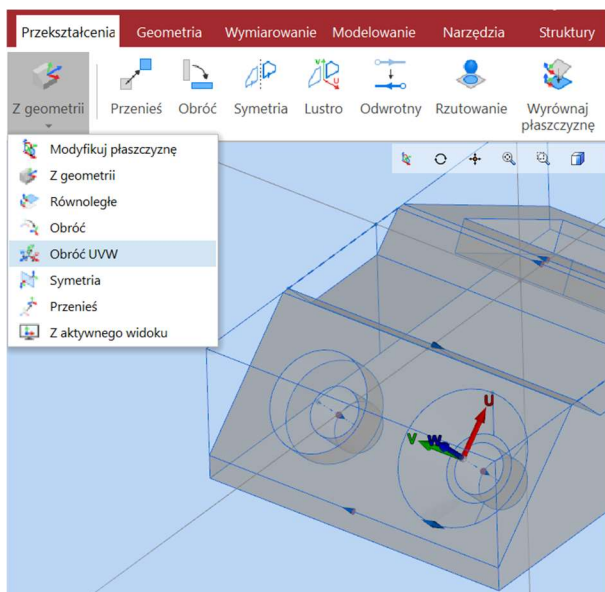 Przekształcenia Geometria Wymiarowanie Modelowanie Narzędzia Struktury
Z geometrii Przenieś Obróć Symetria Lustro Odwrotny Rzutowanie Wyrównaj
płaszczyznę
Modyfikuj płaszczyznę
Z geometrii
Równoległe
Obróć
Obróć UVW
Symetria
Przenieś
Z aktywnego widoku
U
V W